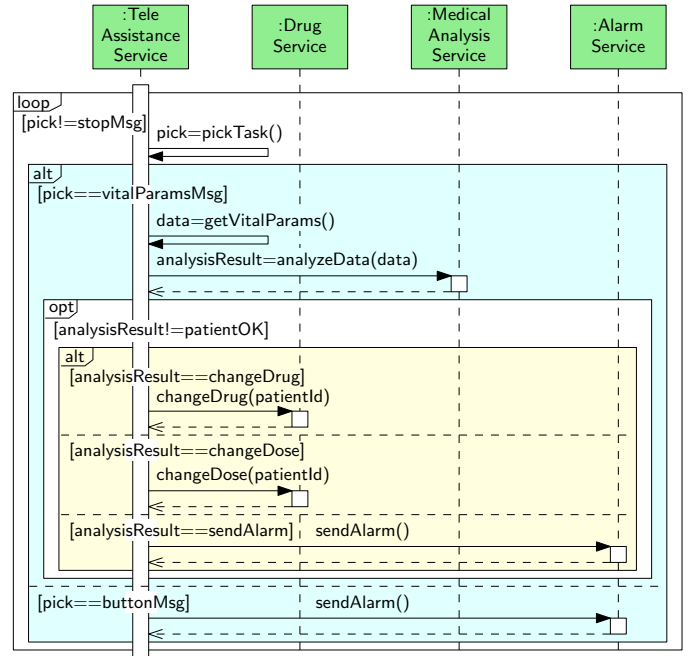 :Tele
Assistance
Service
:Drug
Service
:Medical
Analysis
Service
:Alarm
Service
loop
[pick!=stopMsg]
pick=pickTask()
alt
[pick==vitalParamsMsg]
data=getVitalParams()
analysisResult=analyzeData(data)
opt
[analysisResult!=patientOK]
alt
[analysisResult==changeDrug]
changeDrug(patientId)
[analysisResult==changeDose]
changeDose(patientId)
[analysisResult==sendAlarm] sendAlarm()
[pick==buttonMsg] sendAlarm()